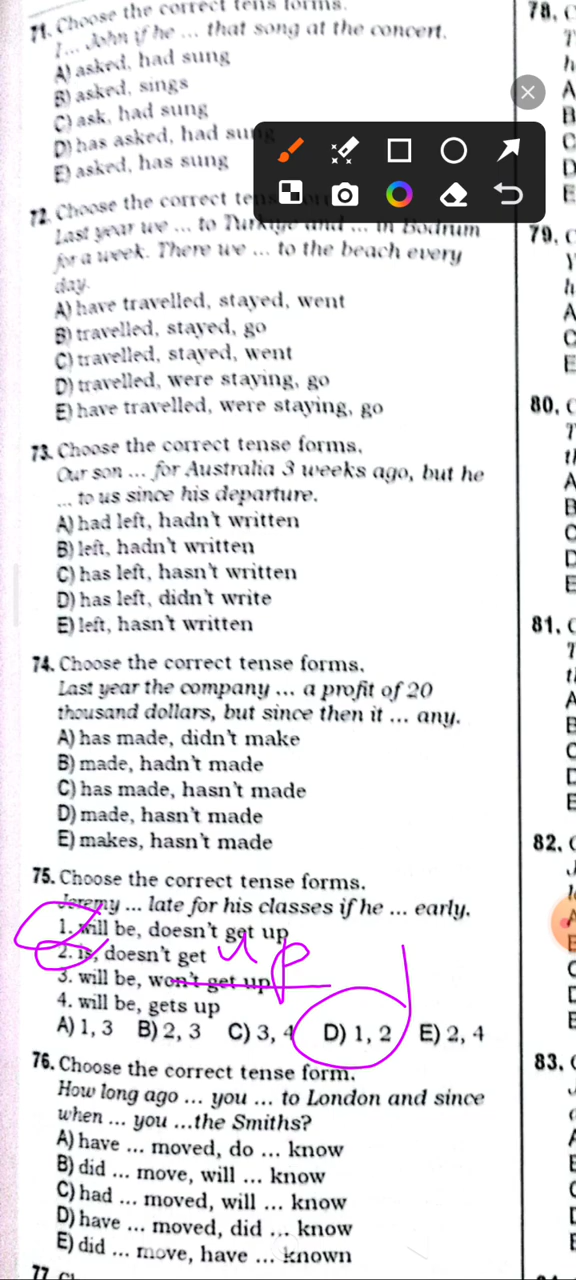 71. Choose the correct tens forms.
I ... John if he ... that song at the concert.
A) asked, had sung
B) asked, sings
C) ask, had sung
D) has asked, had sung
E) asked, has sung
72. Choose the correct
Last year we ... to Turkiye and ... in Bodrum
for a week. There we ... to the beach every
day.
A) have travelled, stayed, went
B) travelled, stayed, go
C) travelled, stayed, went
D) travelled, were staying, go
E) have travelled, were staying, go
73. Choose the correct tense forms.
Our son ... for Australia 3 weeks ago, but he
... to us since his departure.
A) had left, hadn't written
B) left, hadn't written
C) has left, hasn't written
D) has left, didn't write
E) left, hasn't written
74. Choose the correct tense forms.
Last year the company ... a profit of 20
thousand dollars, but since then it ... any.
A) has made, didn't make
B) made, hadn't made
C) has made, hasn't made
D) made, hasn't made
E) makes, hasn't made
75. Choose the correct tense forms.
Jeremy ... late for his classes if he ... early.
1. will be, doesn't get up
2. is, doesn't get up
3. will be, won't get up
4. will be, gets up
A) 1, 3 B) 2, 3 C) 3, 4 D) 1, 2 E) 2, 4
76. Choose the correct tense form.
How long ago ... you ... to London and since
when ... you ...the Smiths?
A) have ... moved, do ... know
B) did ... move, will ... know
C) had ... moved, will ... know
D) have ... moved, did ... know
E) did ... move, have ... known
77.
78.
A
B
C
D
E
79.
A
C
E
80.
A
B
C
D
E
81.
A
B
C
D
E
82.
A
E
C
D
E
83.